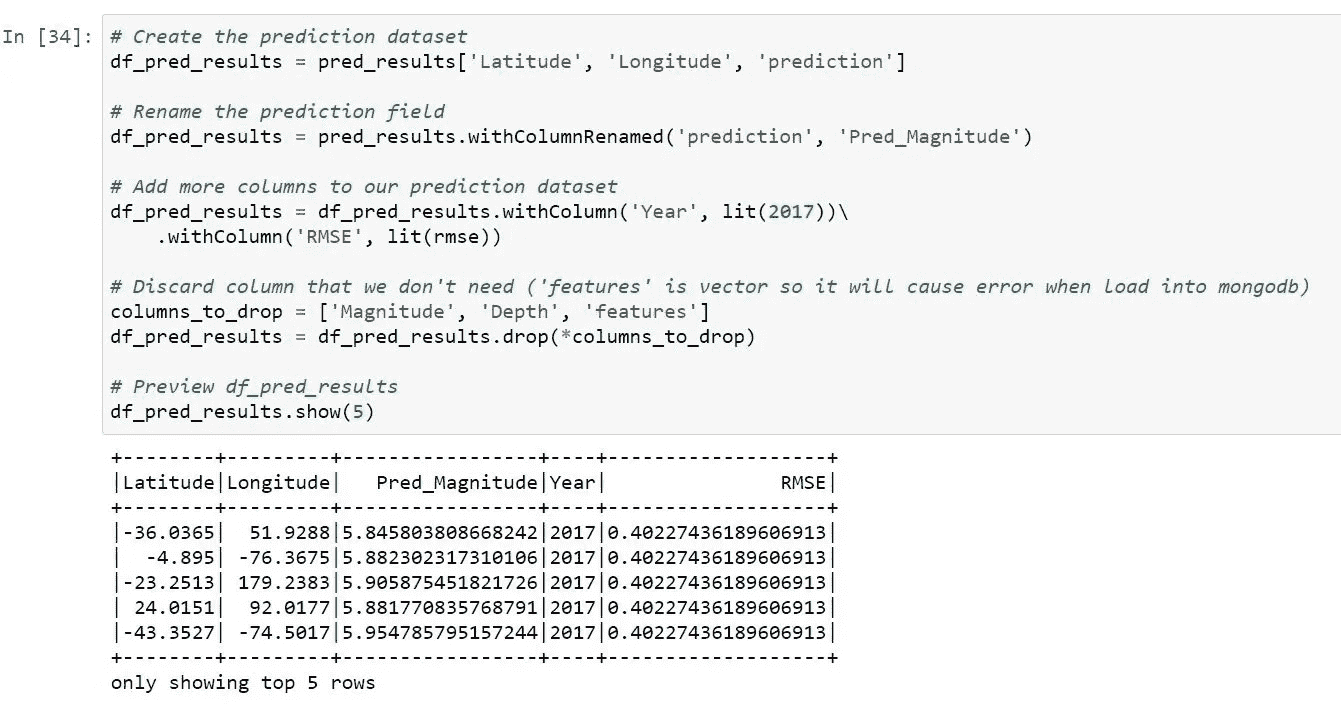 In [34]: # Create the prediction dataset
df_pred_results = pred_results['Latitude', 'Longitude', 'prediction']
# Rename the prediction field
df_pred_results = pred_results.withColumnRenamed('prediction', 'Pred_Magnitude')
# Add more columns to our prediction dataset
df_pred_results = df_pred_results.withColumn('Year', lit(2017))\
    .withColumn('RMSE', lit(rmse))
# Discard column that we don't need ('features' is vector so it will cause error when load into mongodb)
columns_to_drop = ['Magnitude', 'Depth', 'features']
df_pred_results = df_pred_results.drop(*columns_to_drop)
# Preview df_pred_results
df_pred_results.show(5)
+--------+---------+-----------------+----+-------------------+
|Latitude|Longitude|   Pred_Magnitude|Year|               RMSE|
+--------+---------+-----------------+----+-------------------+
|-36.0365|  51.9288|5.845803808668242|2017|0.40227436189606913|
|  -4.895| -76.3675|5.882302317310106|2017|0.40227436189606913|
|-23.2513| 179.2383|5.905875451821726|2017|0.40227436189606913|
| 24.0151|  92.0177|5.881770835768791|2017|0.40227436189606913|
|-43.3527| -74.5017|5.954785795157244|2017|0.40227436189606913|
+--------+---------+-----------------+----+-------------------+
only showing top 5 rows